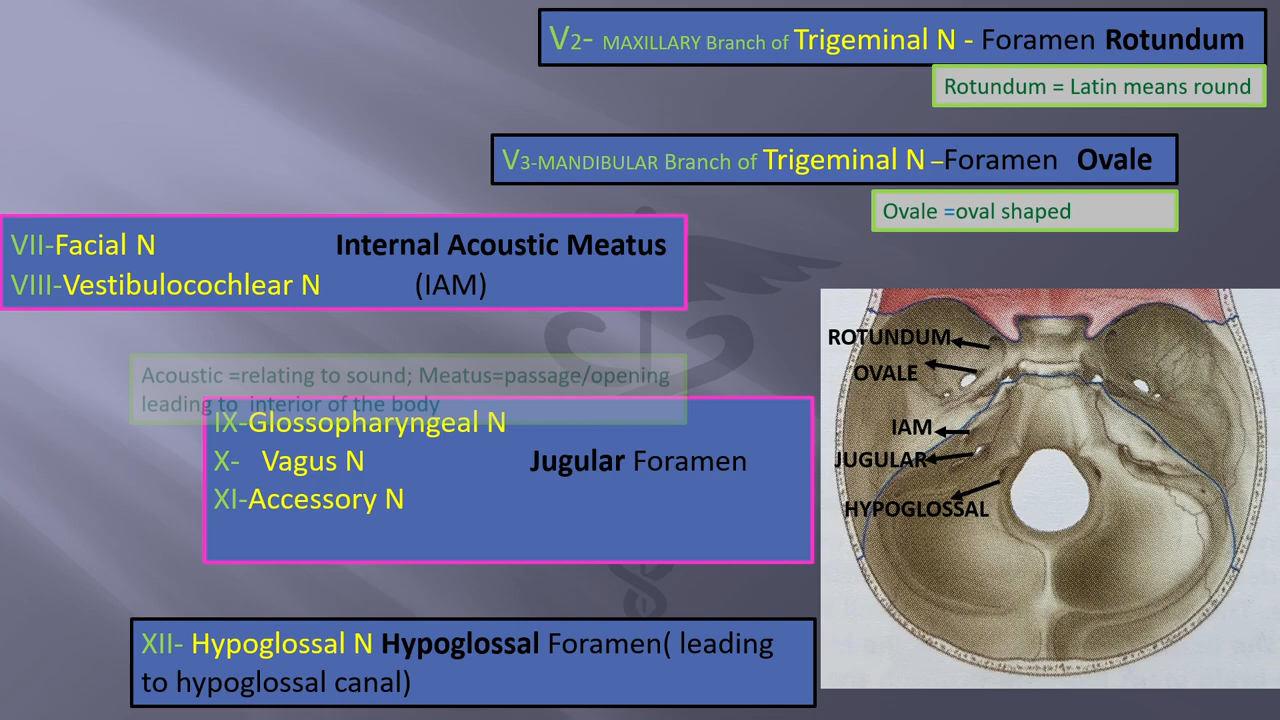 V2- MAXILLARY Branch of Trigeminal N - Foramen Rotundum
Rotundum = Latin means round
V3-MANDIBULAR Branch of Trigeminal N –Foramen Ovale
Ovale =oval shaped
VII-Facial N Internal Acoustic Meatus
VIII-Vestibulocochlear N (IAM)
Acoustic =relating to sound; Meatus=passage/opening
leading to interior of the body
IX-Glossopharyngeal N
X- Vagus N Jugular Foramen
XI-Accessory N
XII- Hypoglossal N Hypoglossal Foramen( leading
to hypoglossal canal)
ROTUNDUM
OVALE
IAM
JUGULAR
HYPOGLOSSAL